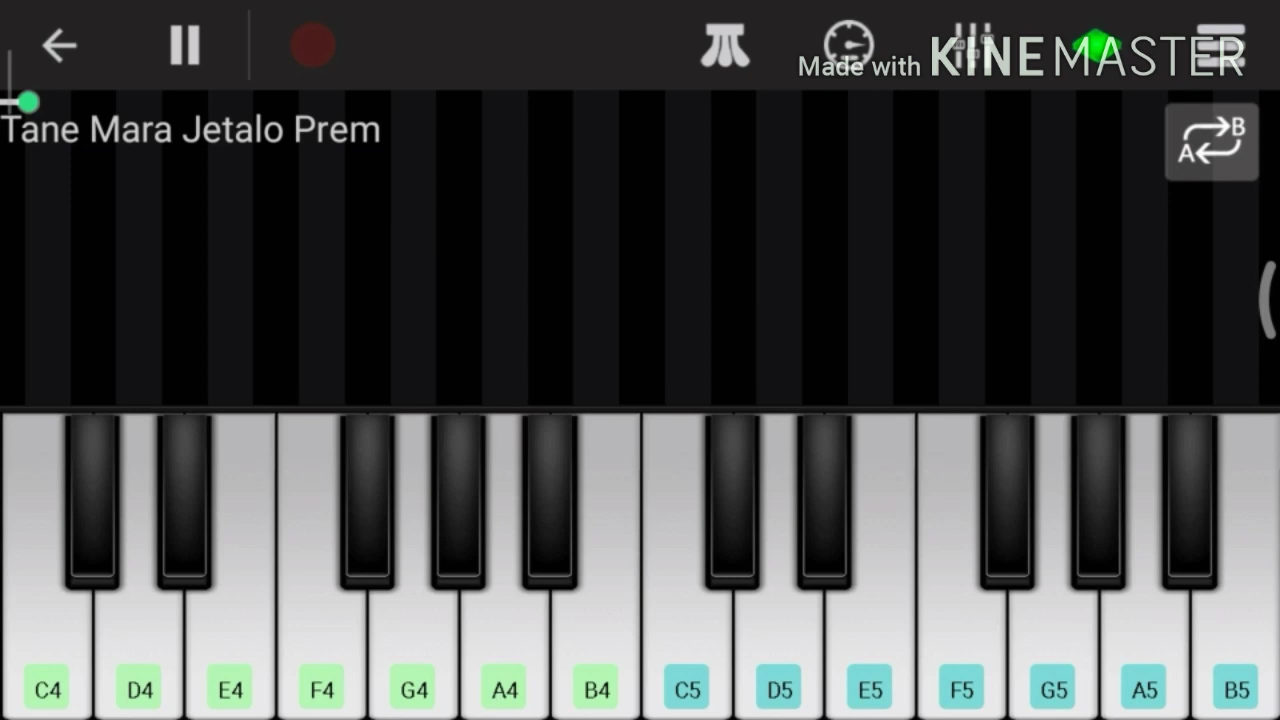 Made with KINEMASTER
Tane Mara Jetalo Prem
B
A
C4 D4 E4 F4 G4 A4 B4 C5 D5 E5 F5 G5 A5 B5